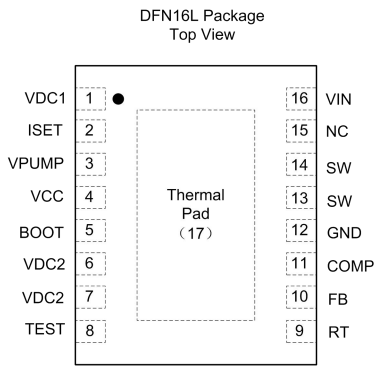 DFN16L Package
Top View
VDC1 1 16 VIN
ISET 2 15 NC
VPUMP 3 14 SW
VCC 4 13 SW
BOOT 5 12 GND
VDC2 6 11 COMP
VDC2 7 10 FB
TEST 8 9 RT
Thermal
Pad
（17）